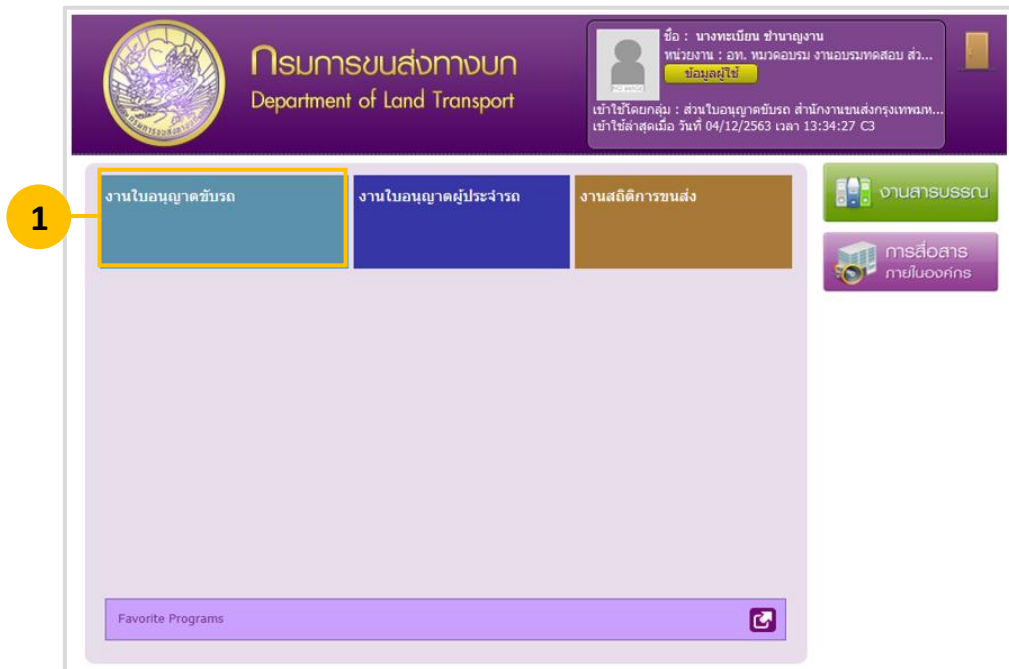 กรมการขนส่งทางบก
Department of Land Transport
ชื่อ : นางทะเบียน ชำนาญงาน
หน่วยงาน : อท. หมวดอบรม งานอบรมทดสอบ ส่ว...
ข้อมูลผู้ใช้
เข้าใช้โดยกลุ่ม : ส่วนใบอนุญาตขับรถ สำนักงานขนส่งกรุงเทพมห...
เข้าใช้ล่าสุดเมื่อ วันที่ 04/12/2563 เวลา 13:34:27 C3
1
งานใบอนุญาตขับรถ
งานใบอนุญาตผู้ประจำรถ
งานสถิติการขนส่ง
งานสารบรรณ
การสื่อสาร
ภายในองค์กร
Favorite Programs